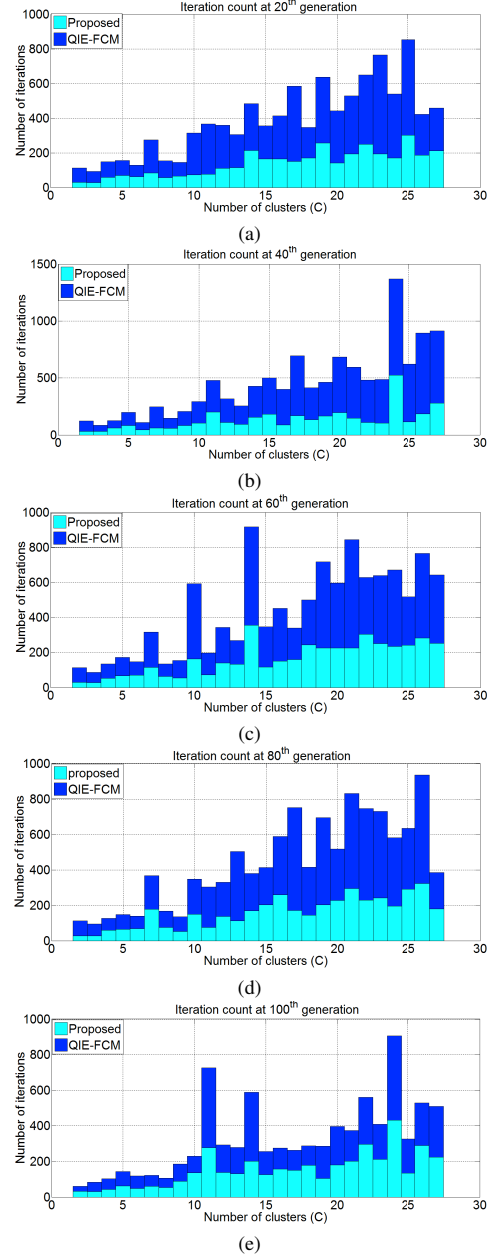 Iteration count at 20th generation
1000
800
600
400
200
0
Number of iterations
Proposed
QIE-FCM
0 5 10 15 20 25 30
Number of clusters (C)
(a)
Iteration count at 40th generation
1500
1000
500
0
Number of iterations
Proposed
QIE-FCM
0 5 10 15 20 25 30
Number of clusters (C)
(b)
Iteration count at 60th generation
1000
800
600
400
200
0
Number of iterations
Proposed
QIE-FCM
0 5 10 15 20 25 30
Number of clusters (C)
(c)
Iteration count at 80th generation
1000
800
600
400
200
0
Number of iterations
proposed
QIE-FCM
0 5 10 15 20 25 30
Number of clusters (C)
(d)
Iteration count at 100th generation
1000
800
600
400
200
0
Number of iterations
Proposed
QIE-FCM
0 5 10 15 20 25 30
Number of clusters (C)
(e)